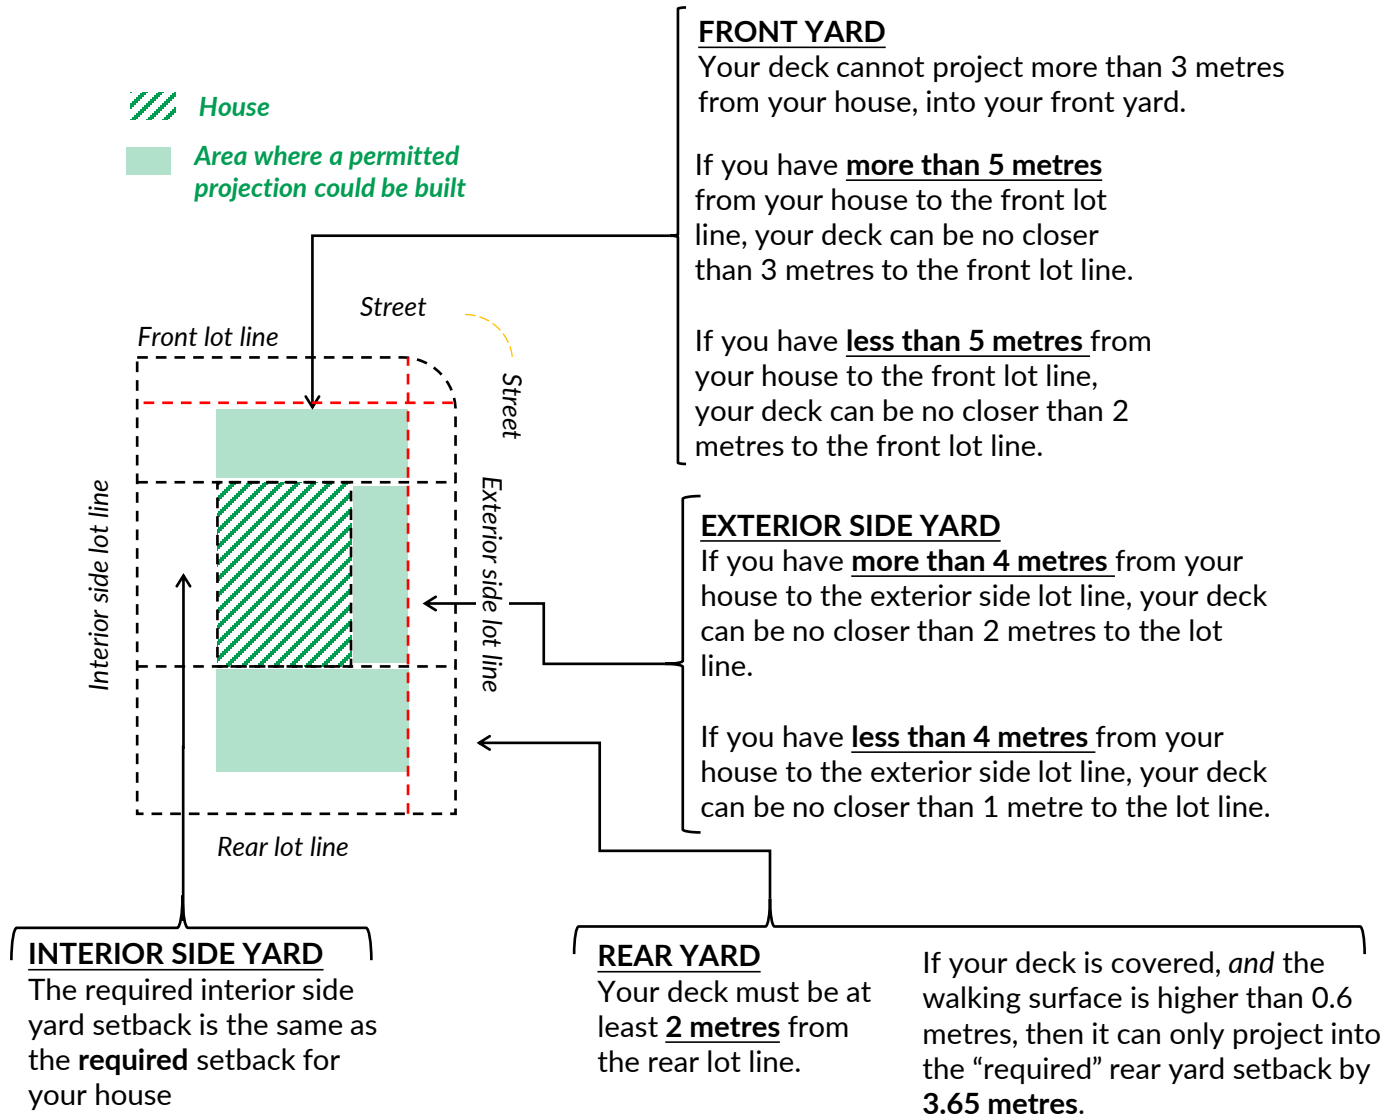 FRONT YARD
Your deck cannot project more than 3 metres
from your house, into your front yard.
If you have more than 5 metres
from your house to the front lot
line, your deck can be no closer
than 3 metres to the front lot line.
If you have less than 5 metres from
your house to the front lot line,
your deck can be no closer than 2
metres to the front lot line.
House
Area where a permitted
projection could be built
Street
Front lot line
Street
Interior side lot line
Exterior side lot line
Rear lot line
EXTERIOR SIDE YARD
If you have more than 4 metres from your
house to the exterior side lot line, your deck
can be no closer than 2 metres to the lot
line.
If you have less than 4 metres from your
house to the exterior side lot line, your deck
can be no closer than 1 metre to the lot line.
INTERIOR SIDE YARD
The required interior side
yard setback is the same as
the required setback for
your house
REAR YARD
Your deck must be at
least 2 metres from
the rear lot line.
If your deck is covered, and the
walking surface is higher than 0.6
metres, then it can only project into
the “required” rear yard setback by
3.65 metres.